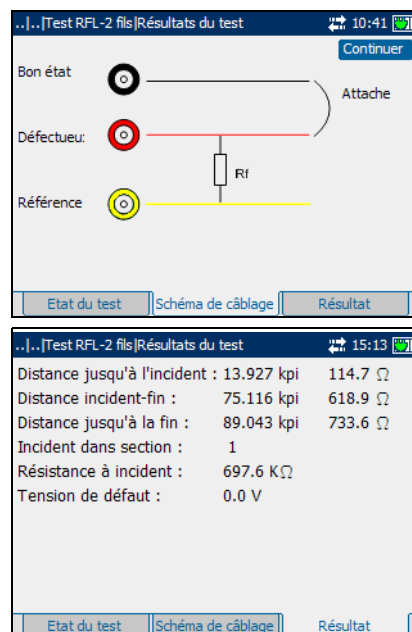 ..|..|Test RFL-2 fils|Résultats du test 10:41
Continuer
Bon état
Attache
Défectueu:
Rf
Référence
Etat du test Schéma de câblage Résultat
..|..|Test RFL-2 fils|Résultats du test 15:13
Distance jusqu'à l'incident : 13.927 kpi 114.7 Ω
Distance incident-fin : 75.116 kpi 618.9 Ω
Distance jusqu'à la fin : 89.043 kpi 733.6 Ω
Incident dans section : 1
Résistance à incident : 697.6 KΩ
Tension de défaut : 0.0 V
Etat du test Schéma de câblage Résultat